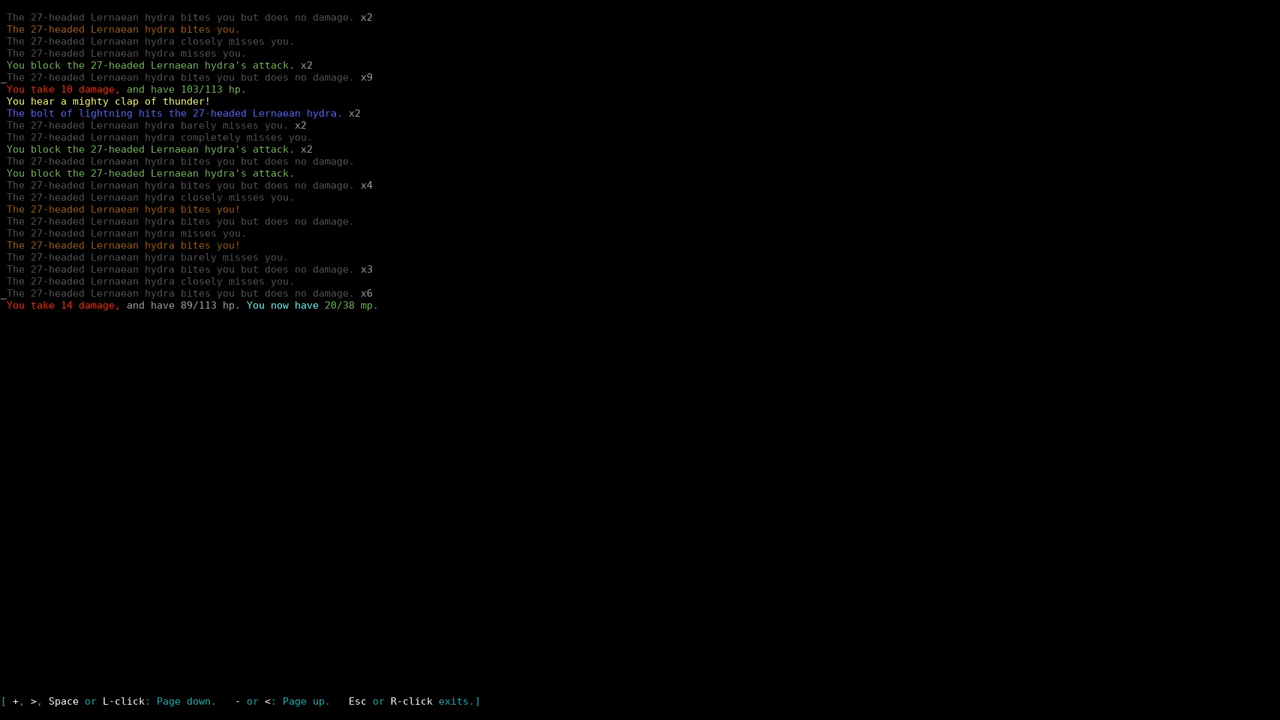 The 27-headed Lernaean hydra bites you but does no damage. x2
The 27-headed Lernaean hydra bites you.
The 27-headed Lernaean hydra closely misses you.
The 27-headed Lernaean hydra misses you.
You block the 27-headed Lernaean hydra's attack. x2
_The 27-headed Lernaean hydra bites you but does no damage. x9
You take 10 damage, and have 103/113 hp.
You hear a mighty clap of thunder!
The bolt of lightning hits the 27-headed Lernaean hydra. x2
The 27-headed Lernaean hydra barely misses you. x2
The 27-headed Lernaean hydra completely misses you.
You block the 27-headed Lernaean hydra's attack. x2
The 27-headed Lernaean hydra bites you but does no damage.
You block the 27-headed Lernaean hydra's attack.
The 27-headed Lernaean hydra bites you but does no damage. x4
The 27-headed Lernaean hydra closely misses you.
The 27-headed Lernaean hydra bites you!
The 27-headed Lernaean hydra bites you but does no damage.
The 27-headed Lernaean hydra misses you.
The 27-headed Lernaean hydra bites you!
The 27-headed Lernaean hydra barely misses you.
The 27-headed Lernaean hydra bites you but does no damage. x3
The 27-headed Lernaean hydra closely misses you.
_The 27-headed Lernaean hydra bites you but does no damage. x6
You take 14 damage, and have 89/113 hp. You now have 20/38 mp.
[ +, >, Space or L-click: Page down.   - or <: Page up.   Esc or R-click exits.]